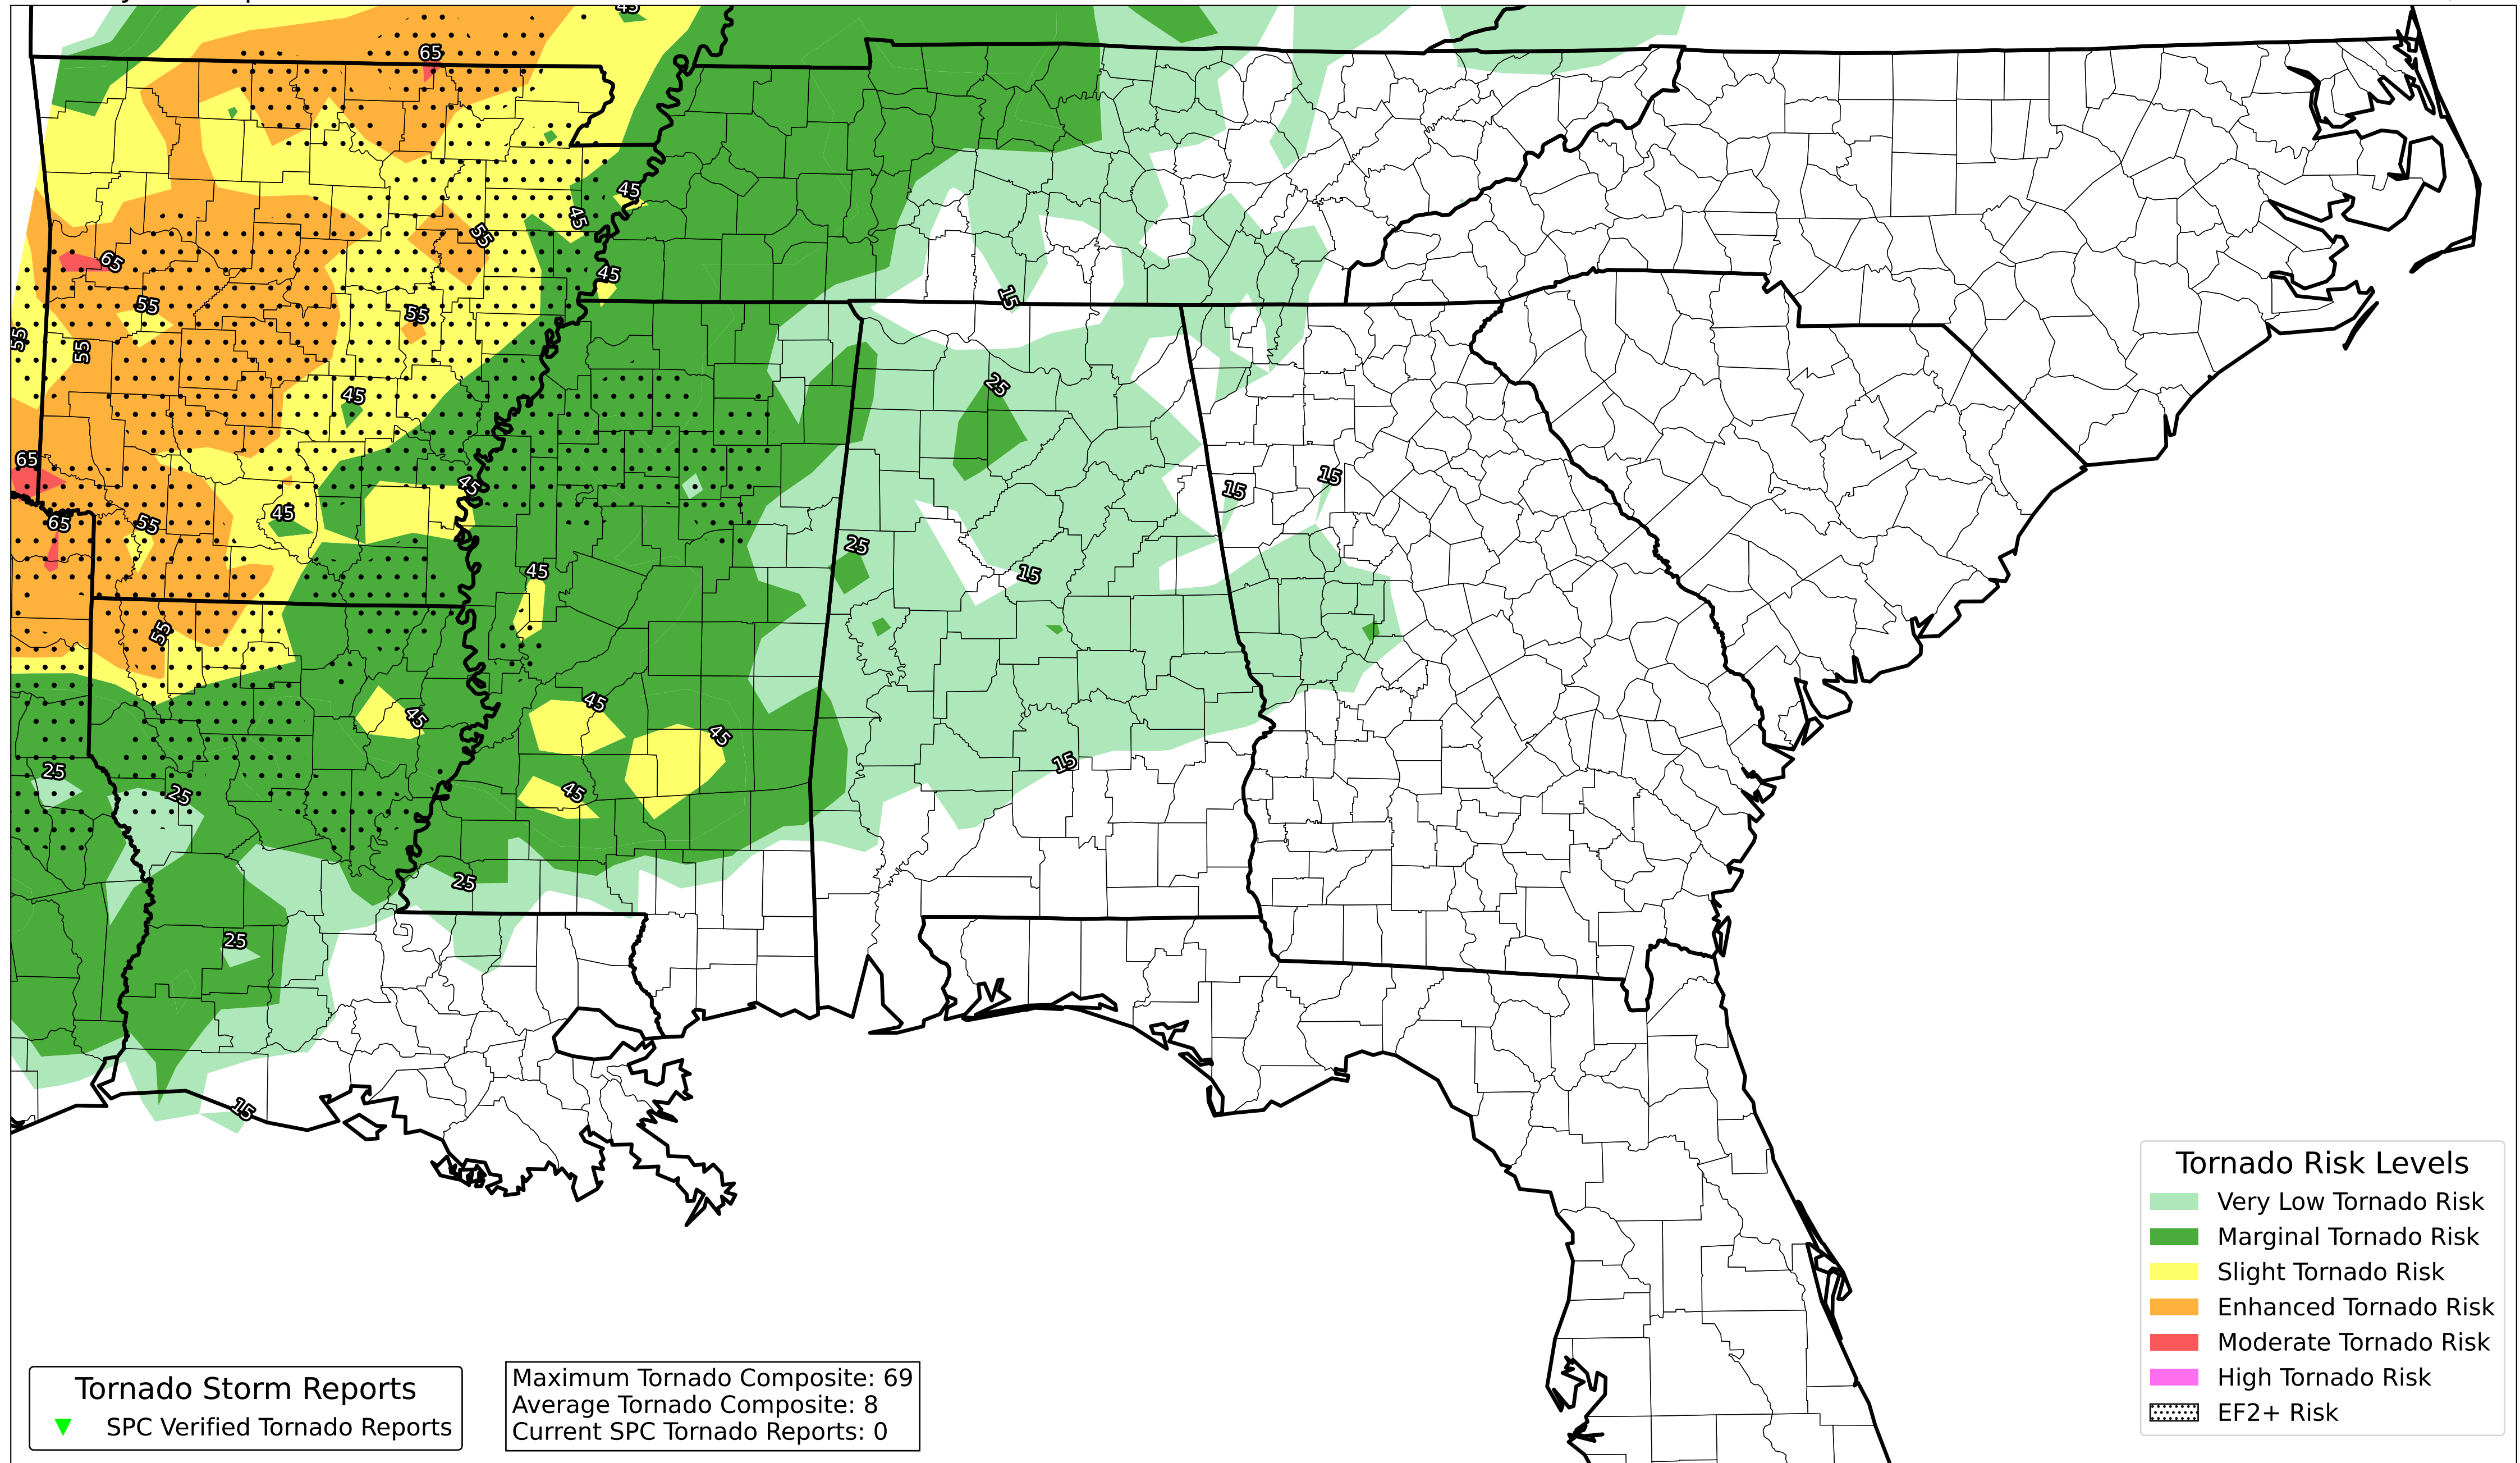 45
65
45
45
55
45
65
15
55
55
55
55
25
45
65
45
15
15
45
65
55
25
45
15
55
45
45
45
15
25
45
25
25
25
15
Tornado Risk Levels
Very Low Tornado Risk
Marginal Tornado Risk
Slight Tornado Risk
Enhanced Tornado Risk
Moderate Tornado Risk
High Tornado Risk
EF2+ Risk
Tornado Storm Reports
SPC Verified Tornado Reports
Maximum Tornado Composite: 69
Average Tornado Composite: 8
Current SPC Tornado Reports: 0